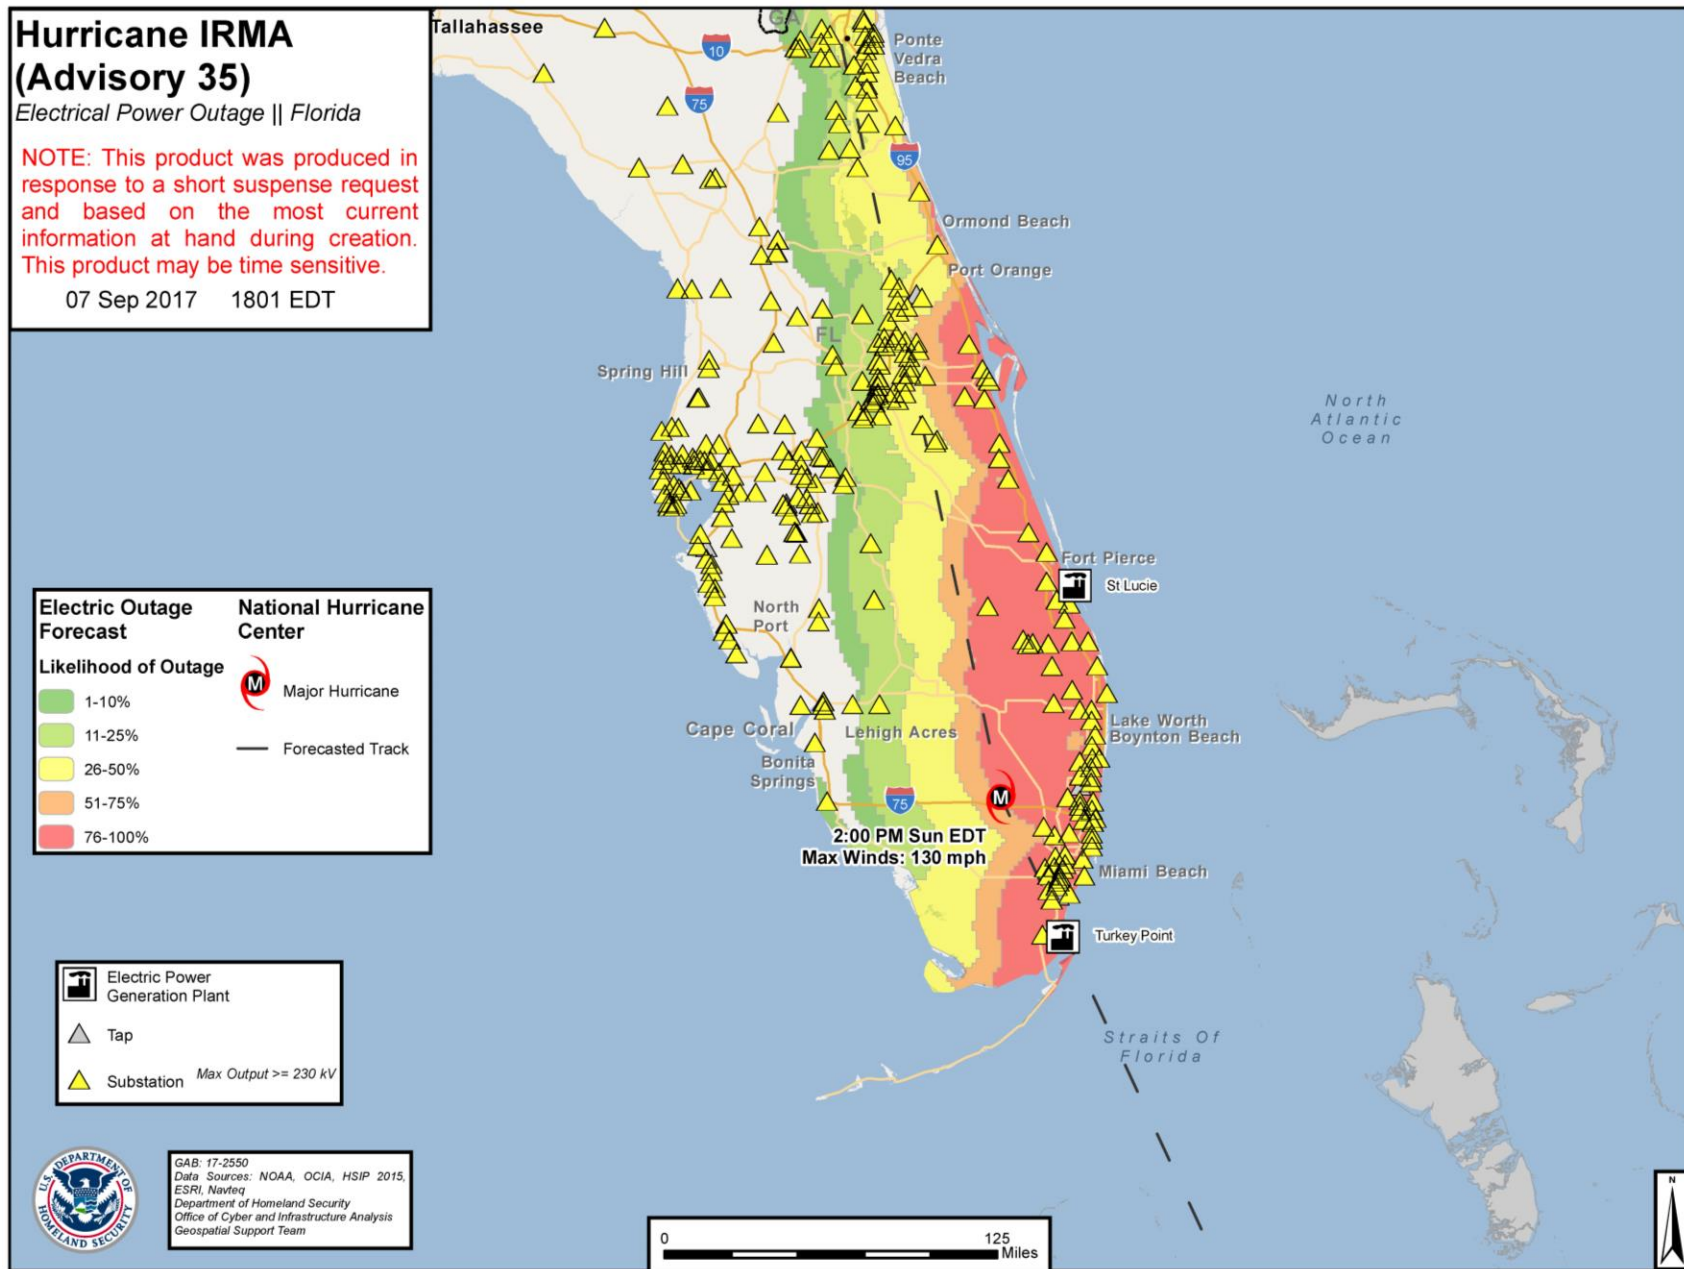 Hurricane IRMA
(Advisory 35)
Electrical Power Outage || Florida
NOTE: This product was produced in
response to a short suspense request
and based on the most current
information at hand during creation.
This product may be time sensitive.
07 Sep 2017 1801 EDT
Tallahassee
GA
10
75
Ponte
Vedra
Beach
95
Ormond Beach
Port Orange
FL
Spring Hill
North
Atlantic
Ocean
Fort Pierce
St Lucie
North
Port
Cape Coral
Lehigh Acres
Lake Worth
Boynton Beach
Bonita
Springs
75
M
2:00 PM Sun EDT
Max Winds: 130 mph
Miami Beach
Turkey Point
Straits Of
Florida
Electric Outage
Forecast
Likelihood of Outage
1-10%
11-25%
26-50%
51-75%
76-100%
National Hurricane
Center
M
Major Hurricane
Forecasted Track
Electric Power
Generation Plant
Tap
Substation Max Output >= 230 kV
U.S. DEPARTMENT OF HOMELAND SECURITY
GAB: 17-2550
Data Sources: NOAA, OCIA, HSIP 2015,
ESRI, Navteq
Department of Homeland Security
Office of Cyber and Infrastructure Analysis
Geospatial Support Team
0 125
Miles
N